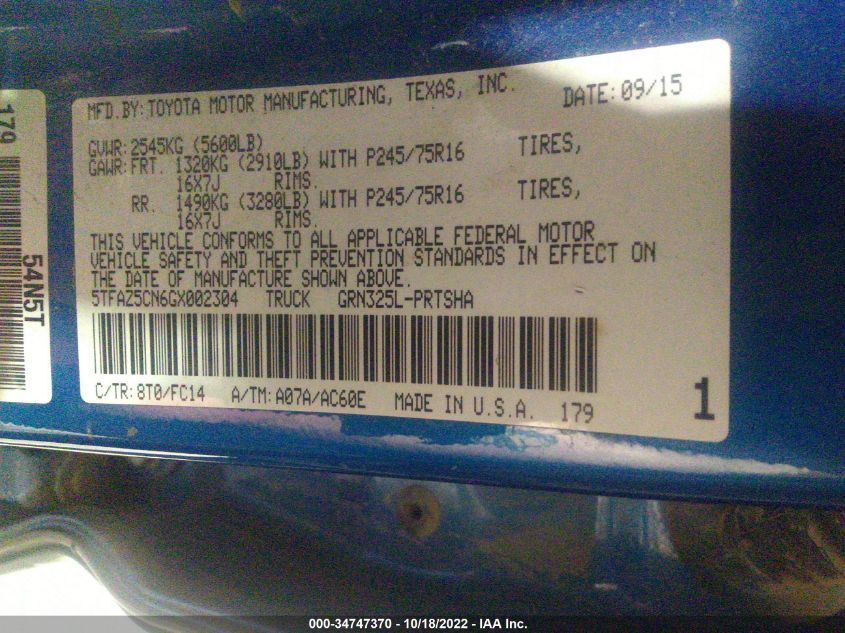 179
54N5T
MFD.BY:TOYOTA MOTOR MANUFACTURING, TEXAS, INC. DATE:09/15
GVWR:2545KG (5600LB)
GAWR:FRT. 1320KG (2910LB) WITH P245/75R16 TIRES,
16X7J RIMS.
RR. 1490KG (3280LB) WITH P245/75R16 TIRES,
16X7J RIMS.
THIS VEHICLE CONFORMS TO ALL APPLICABLE FEDERAL MOTOR
VEHICLE SAFETY AND THEFT PREVENTION STANDARDS IN EFFECT ON
THE DATE OF MANUFACTURE SHOWN ABOVE.
5TFAZ5CN6GX002304 TRUCK GRN325L-PRTSHA
C/TR:8T0/FC14 A/TM:A07A/AC60E MADE IN U.S.A. 179
1
000-34747370 - 10/18/2022 - IAA Inc.